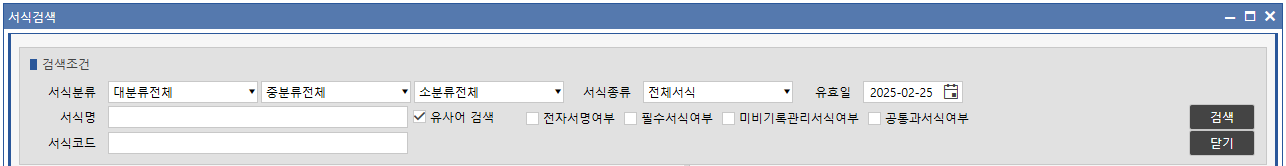 서식검색
검색조건
서식분류 대분류전체 중분류전체 소분류전체 서식종류 전체서식 유효일 2025-02-25
서식명 유사어 검색 전자서명여부 필수서식여부 미비기록관리서식여부 공통과서식여부 검색
서식코드 닫기